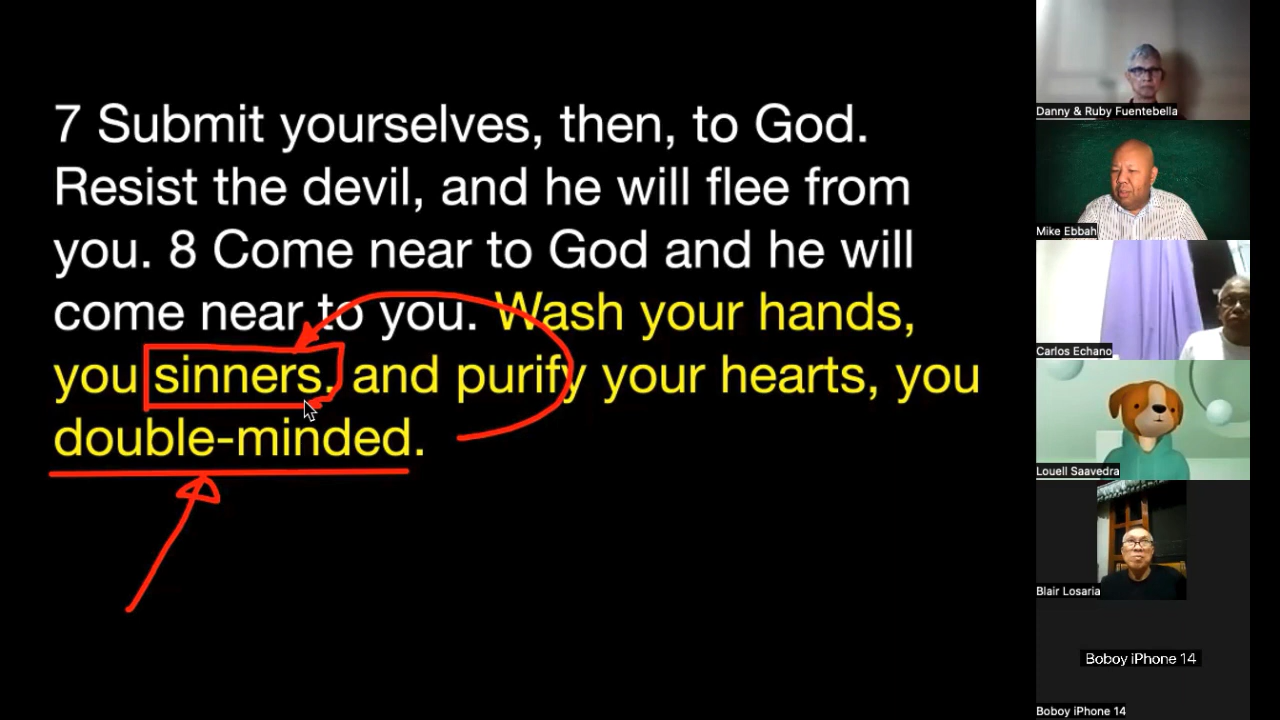 7 Submit yourselves, then, to God.
Resist the devil, and he will flee from
you. 8 Come near to God and he will
come near to you. Wash your hands,
you sinners, and purify your hearts, you
double-minded.
Danny & Ruby Fuentebella
Mike Ebbah
Carlos Echano
Louell Saavedra
Blair Losaria
Boboy iPhone 14
Boboy iPhone 14